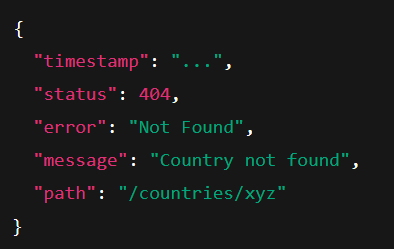 {
"timestamp": "...",
"status": 404,
"error": "Not Found",
"message": "Country not found",
"path": "/countries/xyz"
}